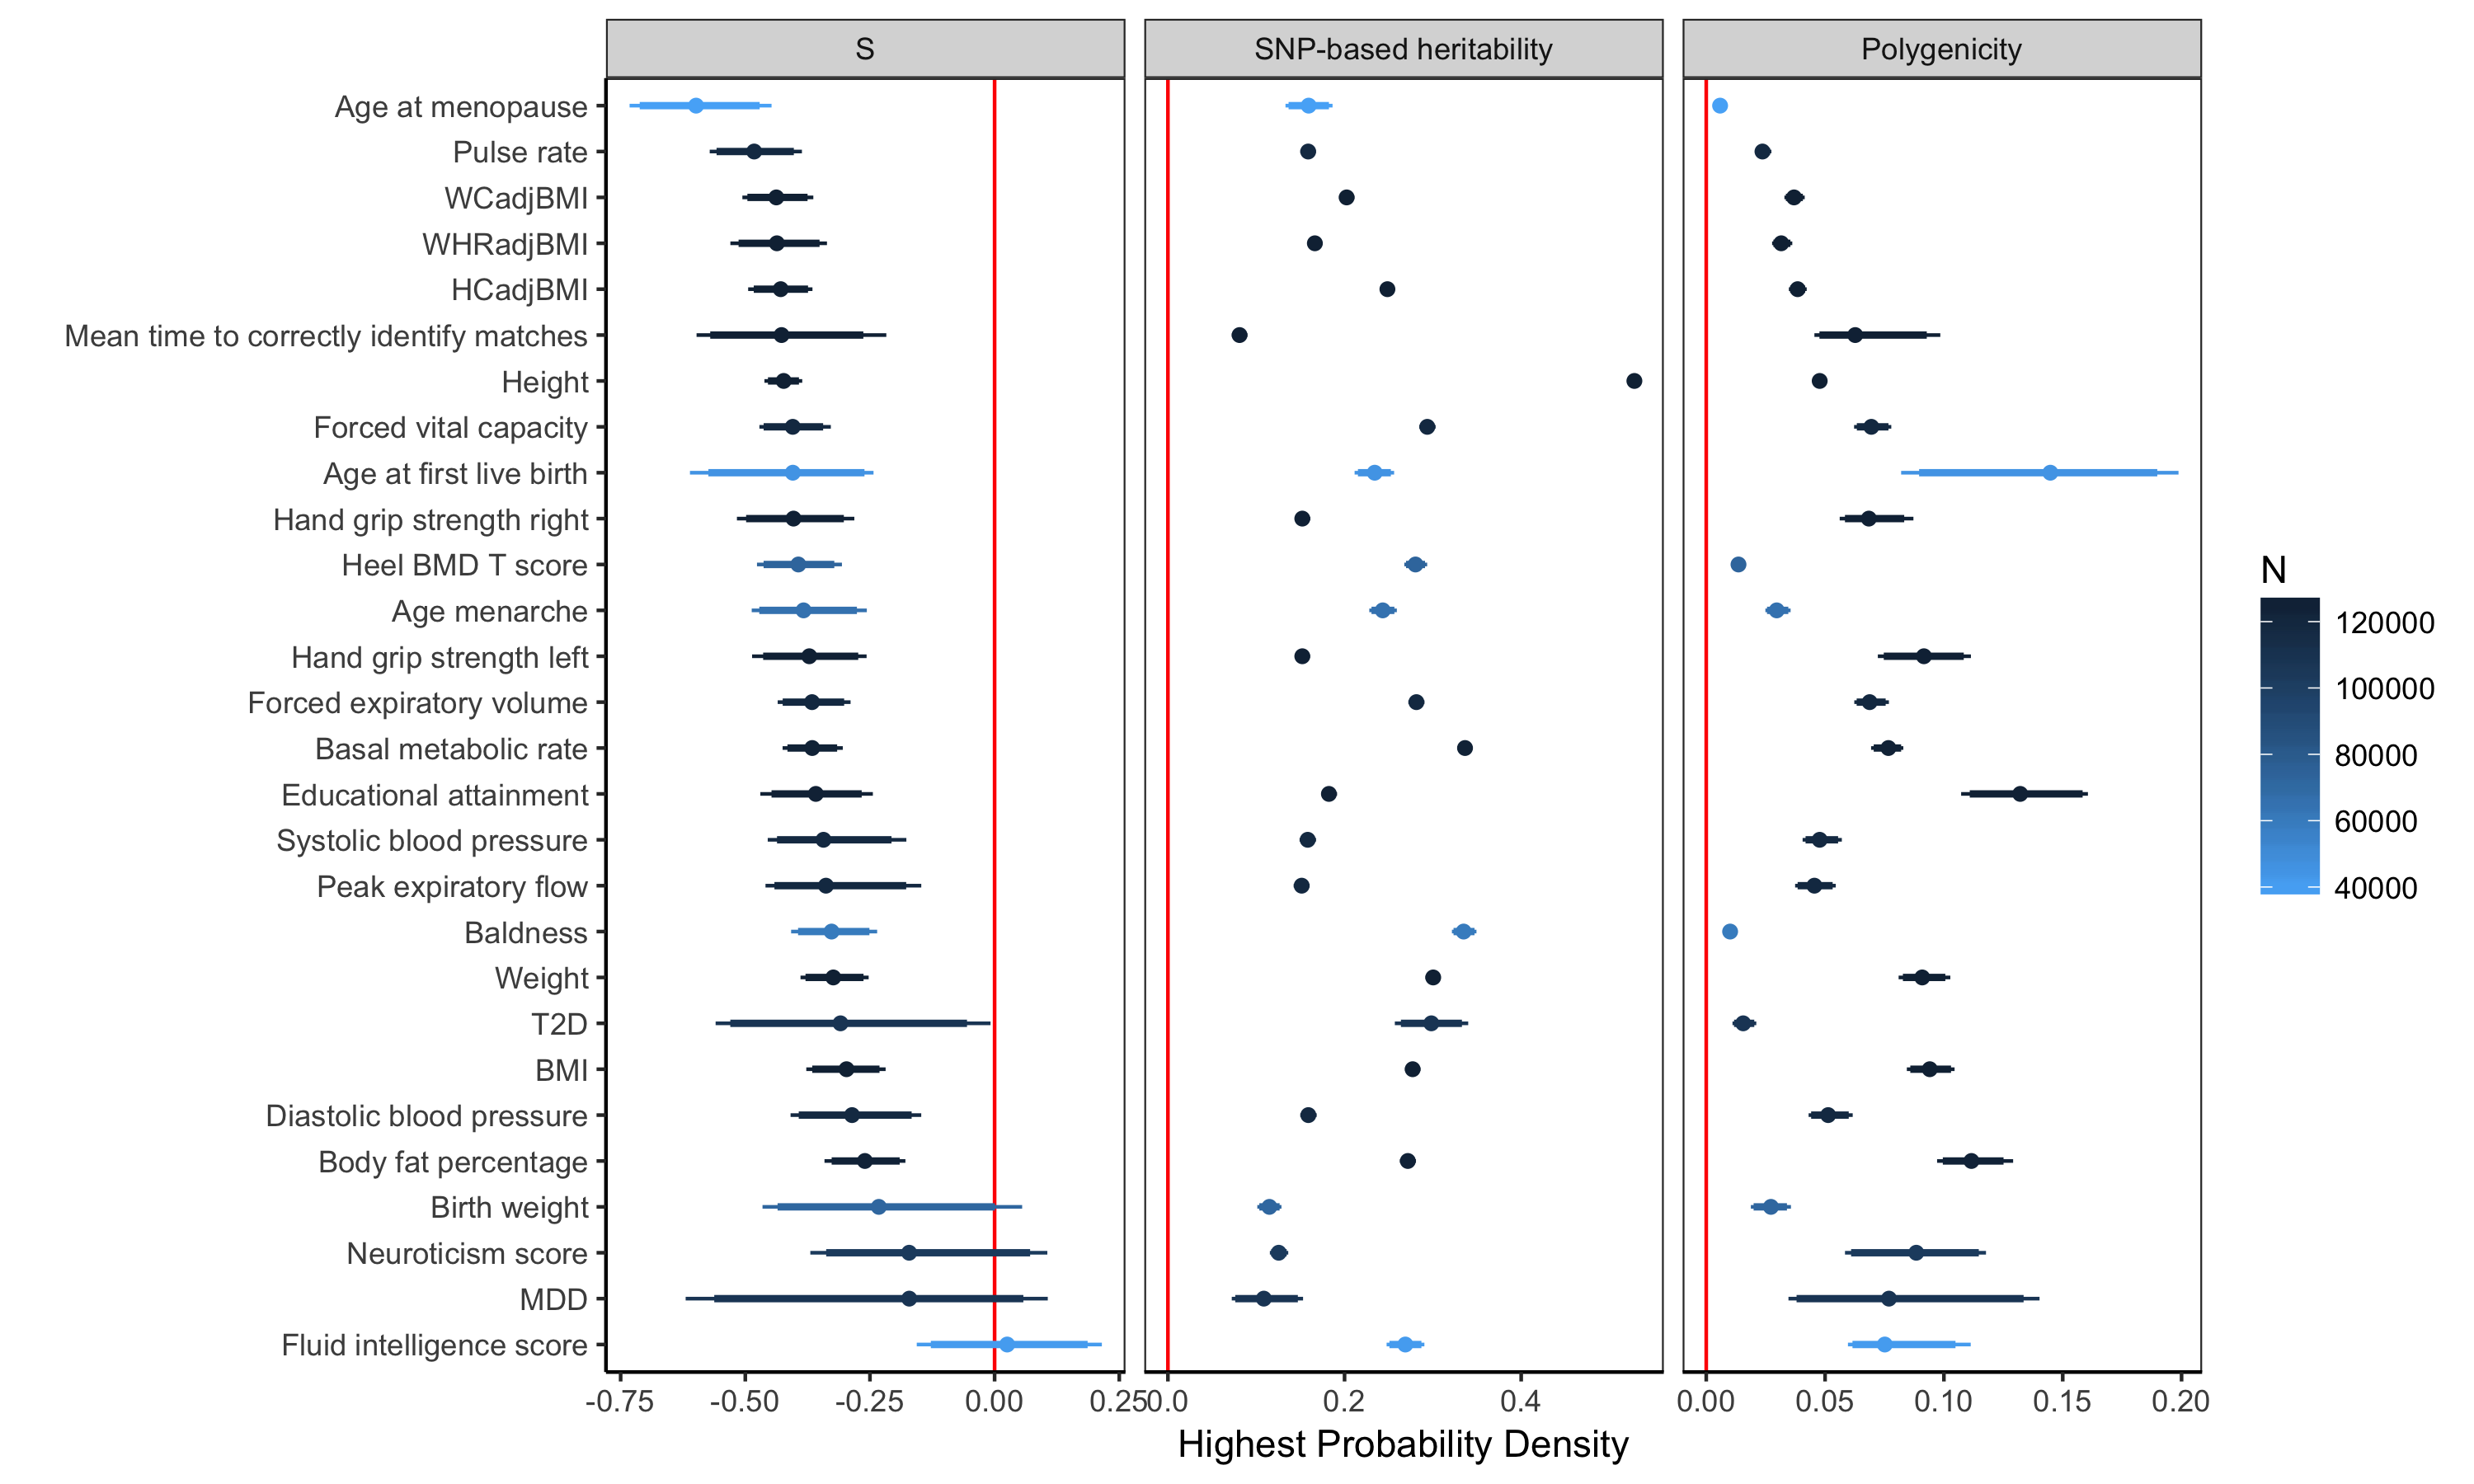 S
SNP-based heritability
Polygenicity
Age at menopause
Pulse rate
WCadjBMI
WHRadjBMI
HCadjBMI
Mean time to correctly identify matches
Height
Forced vital capacity
Age at first live birth
Hand grip strength right
Heel BMD T score
Age menarche
Hand grip strength left
Forced expiratory volume
Basal metabolic rate
Educational attainment
Systolic blood pressure
Peak expiratory flow
Baldness
Weight
T2D
BMI
Diastolic blood pressure
Body fat percentage
Birth weight
Neuroticism score
MDD
Fluid intelligence score
-0.75 -0.50 -0.25 0.00 0.25
0.0 0.2 0.4
0.00 0.05 0.10 0.15 0.20
Highest Probability Density
N
120000
100000
80000
60000
40000